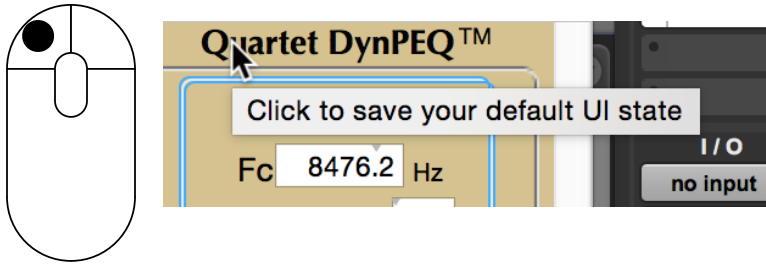 Quartet DynPEQ™
Click to save your default UI state
Fc 8476.2 Hz
I/O
no input